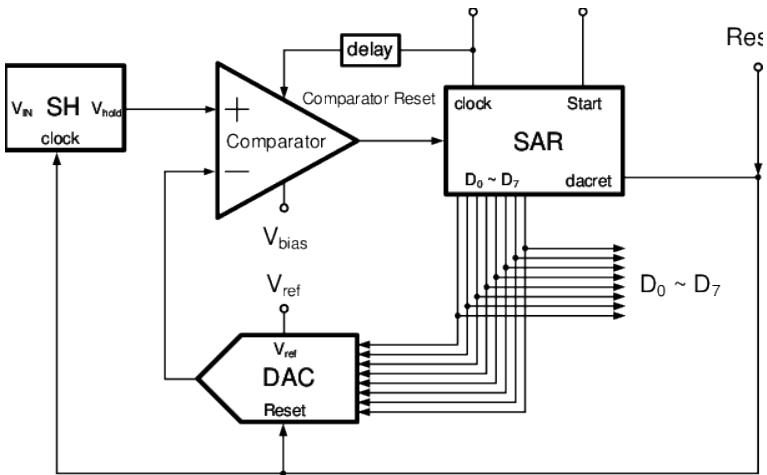 delay
Res
V_IN SH V_hold
clock
Comparator Reset
clock
Start
+
Comparator
SAR
−
D_0 ~ D_7
dacret
V_bias
V_ref
D_0 ~ D_7
V_ref
DAC
Reset